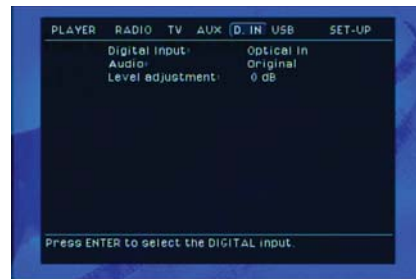 PLAYER RADIO TV AUX D. IN USB SET-UP
Digital Input: Optical In
Audio: Original
Level adjustment: 0 dB
Press ENTER to select the DIGITAL input.